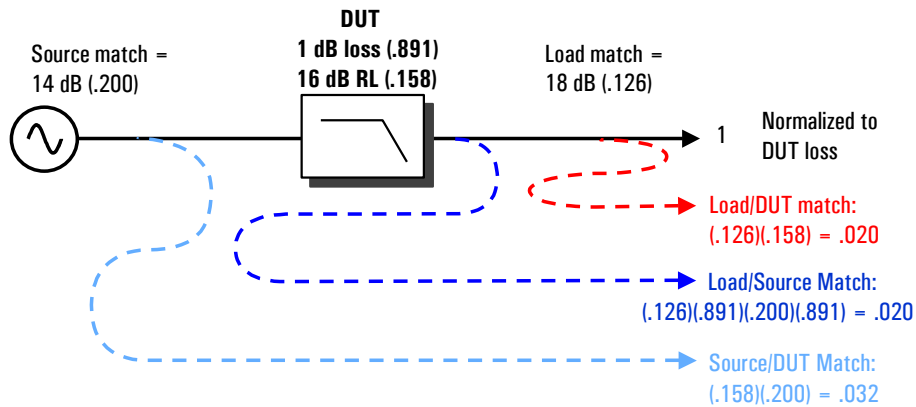 DUT
1 dB loss (.891)
16 dB RL (.158)
Source match =
14 dB (.200)
Load match =
18 dB (.126)
1
Normalized to
DUT loss
Load/DUT match:
(.126)(.158) = .020
Load/Source Match:
(.126)(.891)(.200)(.891) = .020
Source/DUT Match:
(.158)(.200) = .032